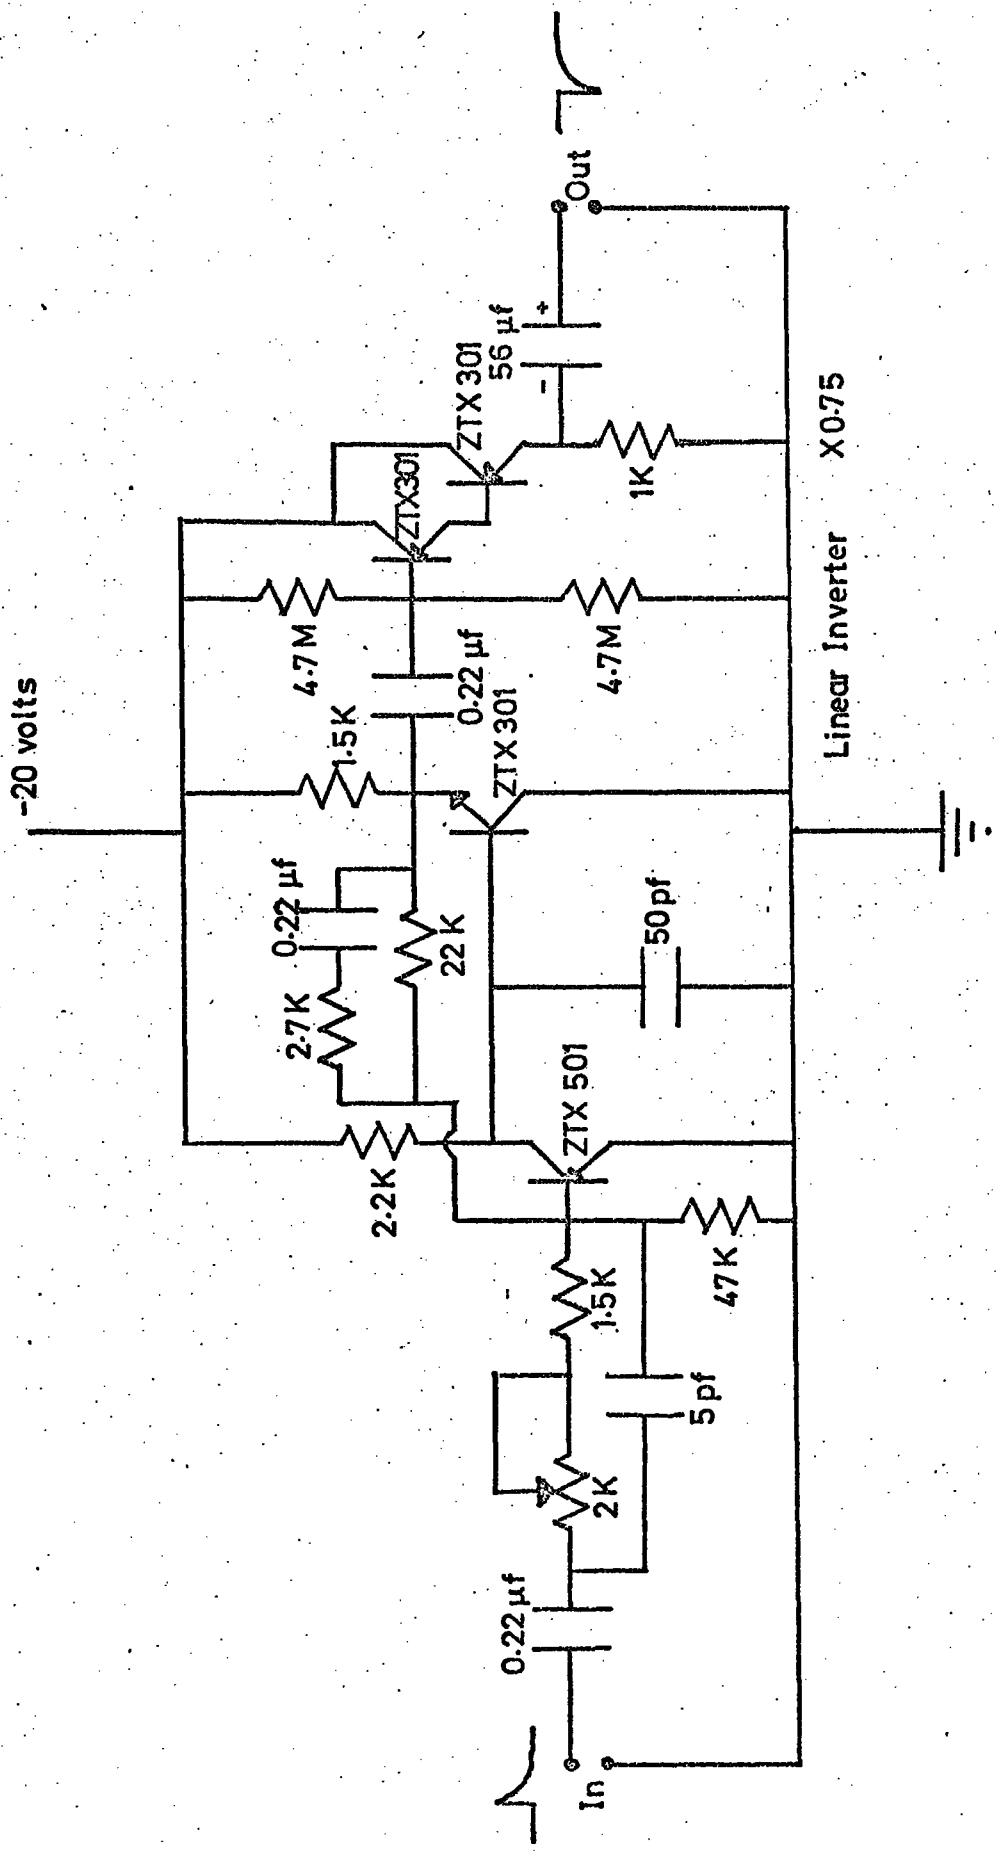 -20 volts
0.22 µf
1.5K
4.7M
2.7K
22K
0.22 µf
ZTX301
ZTX 301
2.2K
ZTX 301
56 µf
- +
4.7M
1K
ZTX 501
50pf
0.22 µf
2K
1.5K
5pf
47K
In
Out
Linear Inverter X0.75